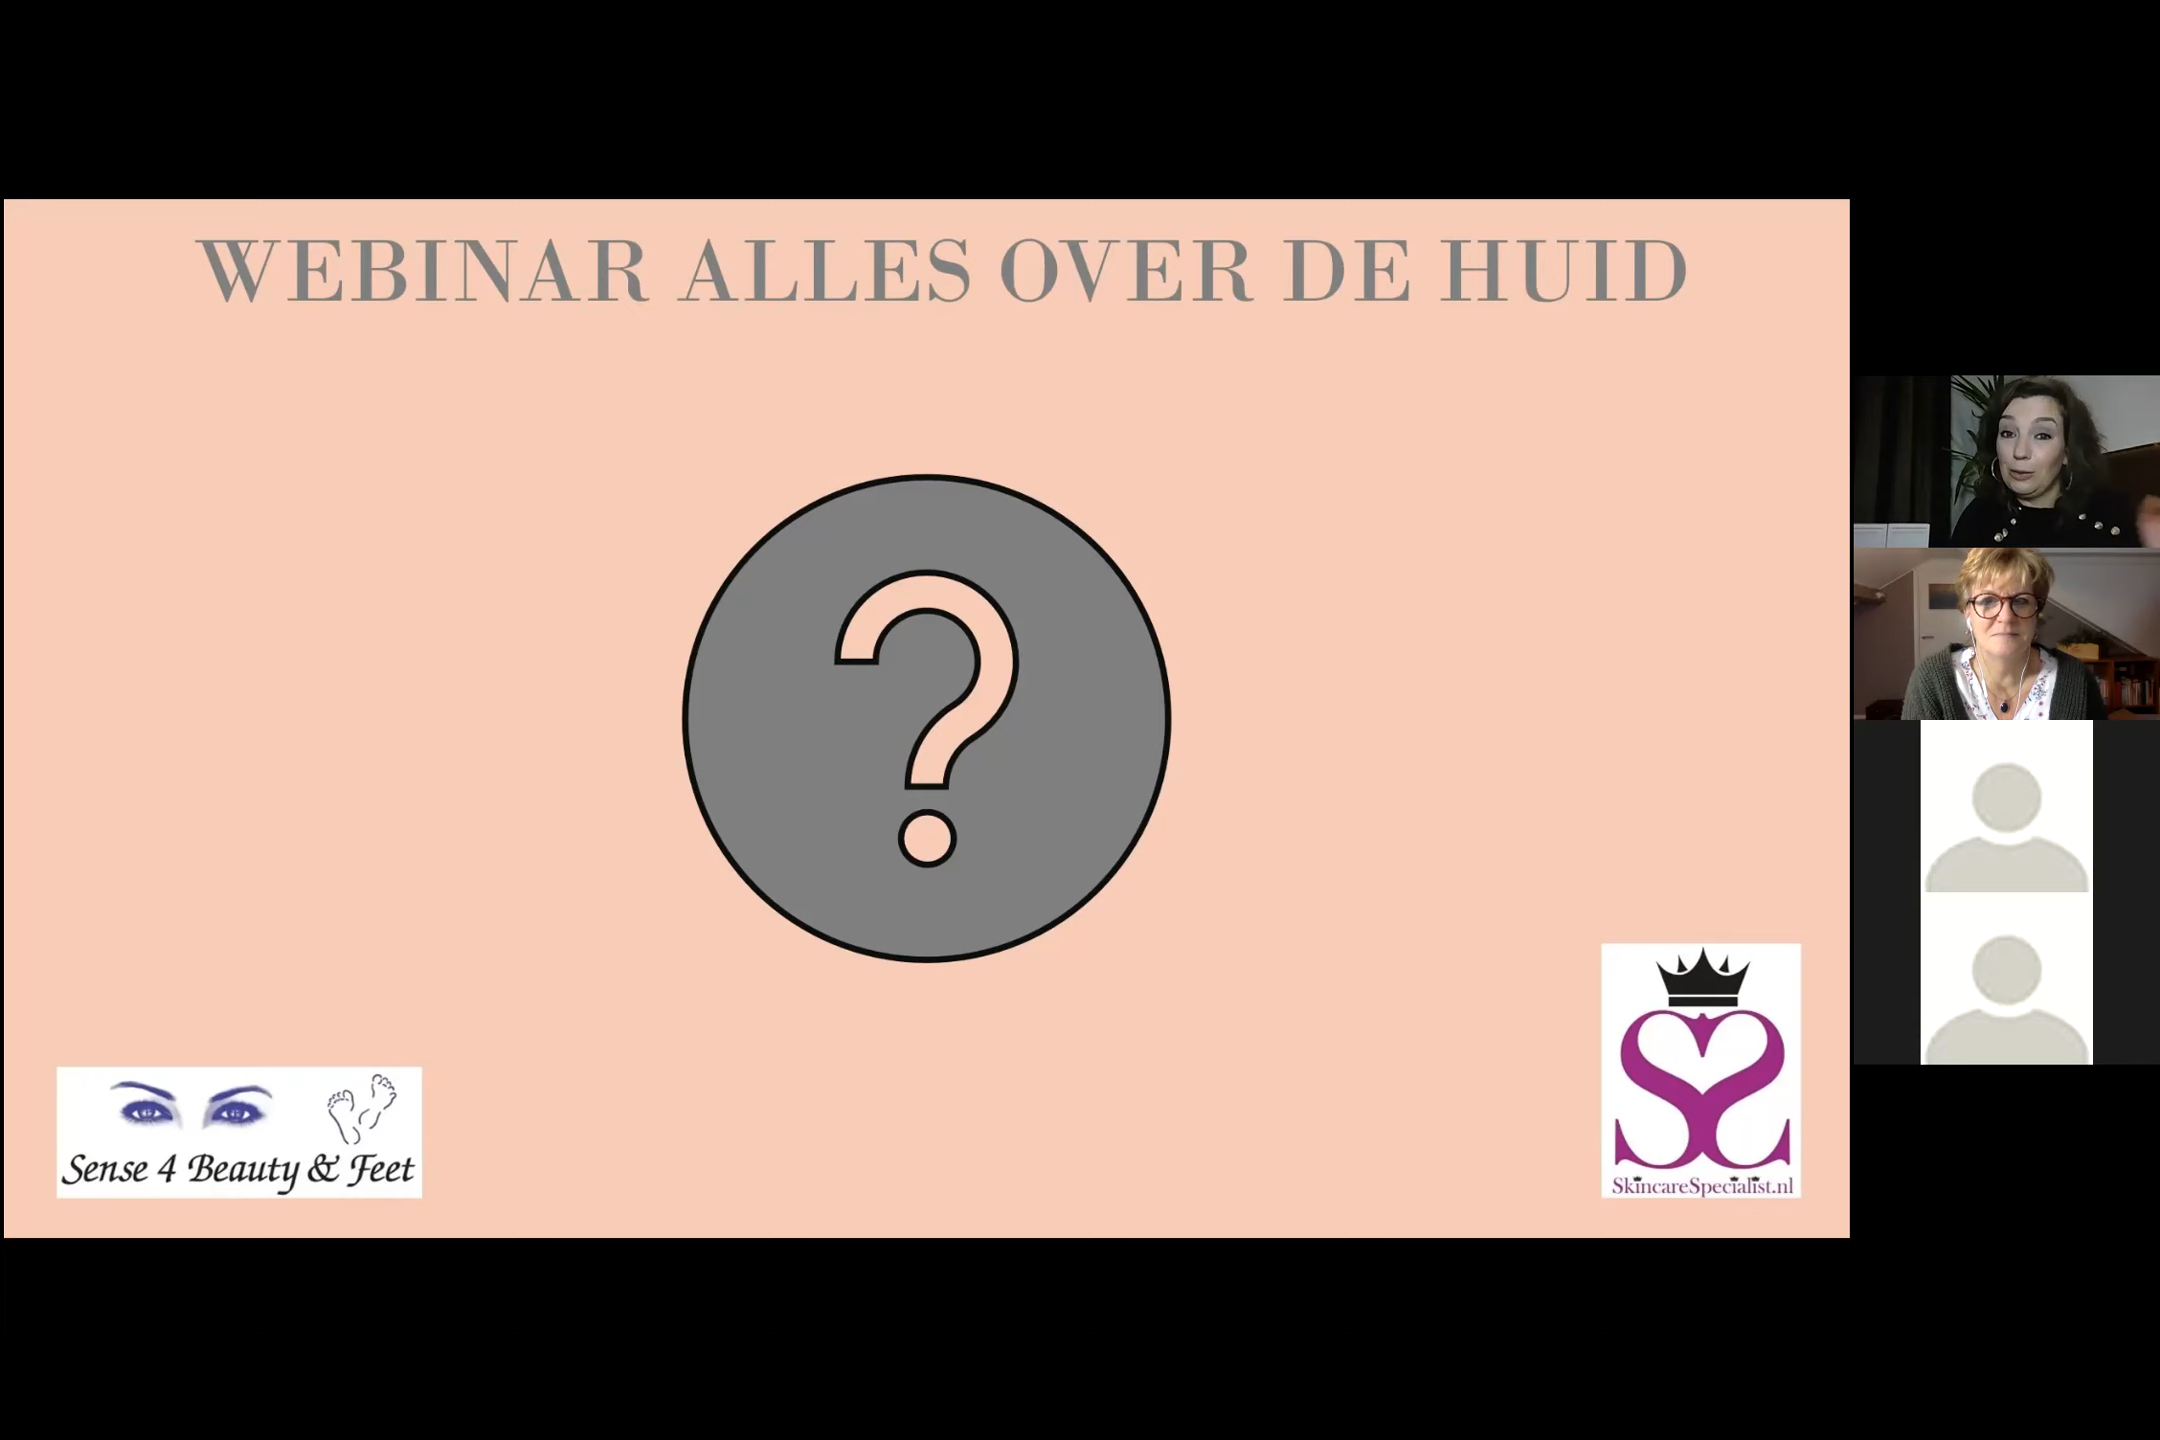 WEBINAR ALLES OVER DE HUID
?
Sense 4 Beauty & Feet
SkincareSpecialist.nl